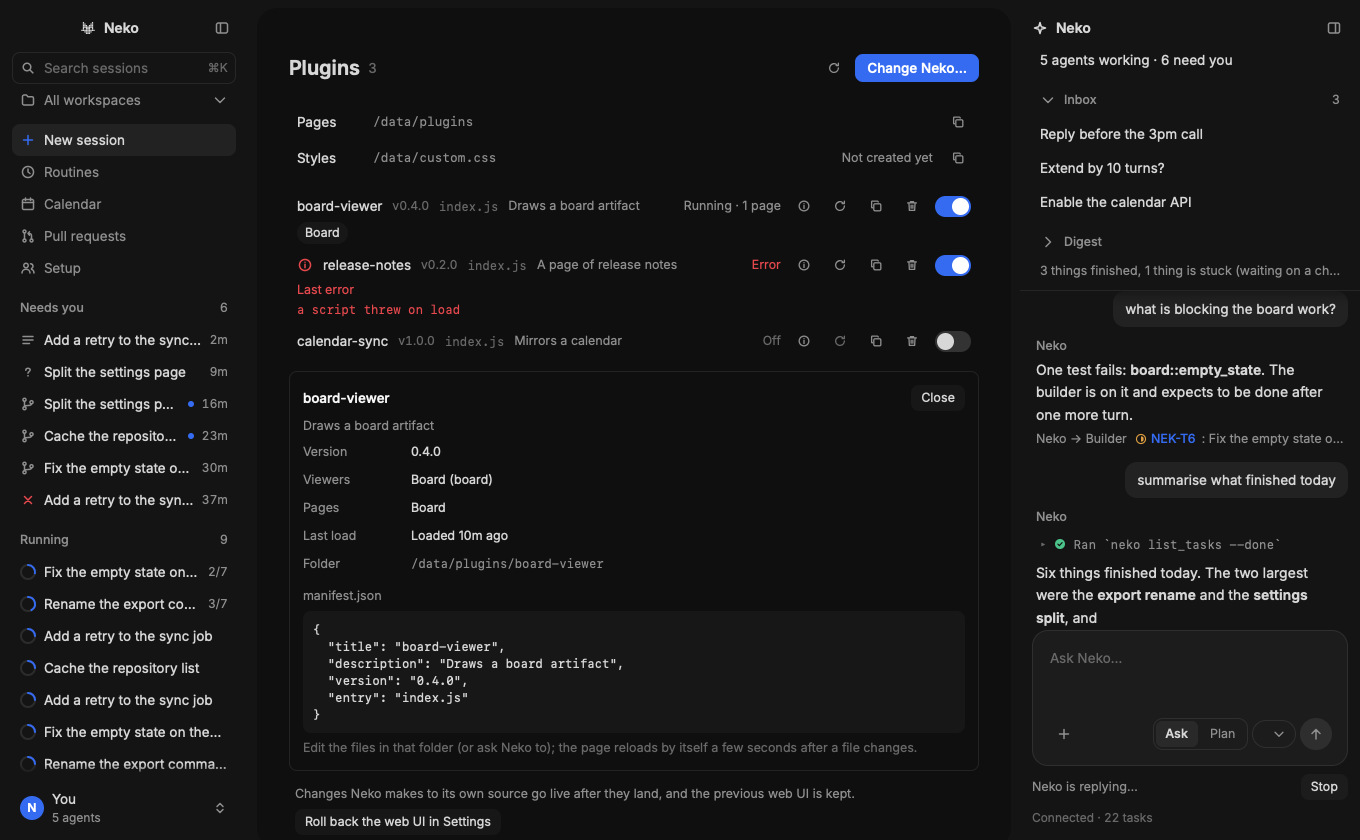 Neko
Search sessions ⌘K
All workspaces
New session
Routines
Calendar
Pull requests
Setup
Needs you 6
Add a retry to the sync... 2m
Split the settings page 9m
Split the settings p... 16m
Cache the reposito... 23m
Fix the empty state o... 30m
Add a retry to the syn... 37m
Running 9
Fix the empty state on... 2/7
Rename the export co... 3/7
Add a retry to the sync job
Cache the repository list
Add a retry to the sync job
Fix the empty state on the...
Rename the export comma...
N
You
5 agents
Plugins 3
Change Neko...
Pages /data/plugins
Styles /data/custom.css Not created yet
board-viewer v0.4.0 index.js Draws a board artifact Running · 1 page
Board
release-notes v0.2.0 index.js A page of release notes Error
Last error
a script threw on load
calendar-sync v1.0.0 index.js Mirrors a calendar Off
board-viewer Close
Draws a board artifact
Version 0.4.0
Viewers Board (board)
Pages Board
Last load Loaded 10m ago
Folder /data/plugins/board-viewer
manifest.json
{
"title": "board-viewer",
"description": "Draws a board artifact",
"version": "0.4.0",
"entry": "index.js"
}
Edit the files in that folder (or ask Neko to); the page reloads by itself a few seconds after a file changes.
Changes Neko makes to its own source go live after they land, and the previous web UI is kept.
Roll back the web UI in Settings
Neko
5 agents working · 6 need you
Inbox 3
Reply before the 3pm call
Extend by 10 turns?
Enable the calendar API
Digest
3 things finished, 1 thing is stuck (waiting on a ch...
what is blocking the board work?
Neko
One test fails: board::empty_state. The
builder is on it and expects to be done after
one more turn.
Neko → Builder NEK-T6 : Fix the empty state o...
summarise what finished today
Neko
Ran `neko list_tasks --done`
Six things finished today. The two largest
were the export rename and the settings
split, and
Ask Neko...
Ask Plan
Neko is replying... Stop
Connected · 22 tasks